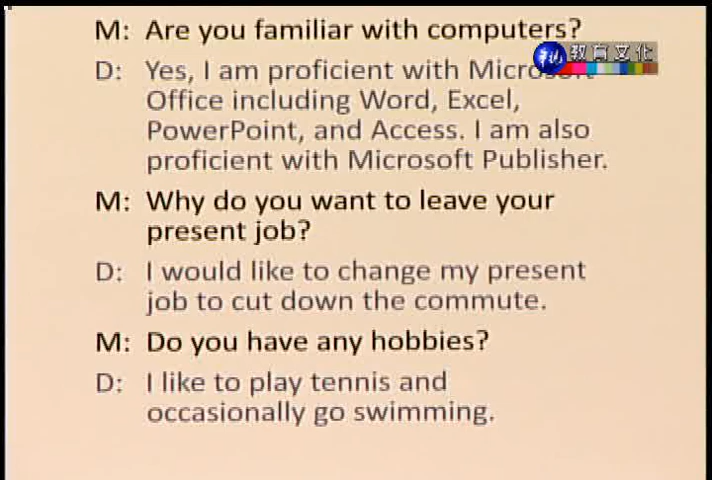 M: Are you familiar with computers?
教育文化
D: Yes, I am proficient with
Office including Word, Excel,
PowerPoint, and Access. I am also
proficient with Microsoft Publisher.
M: Why do you want to leave your
present job?
D: I would like to change my present
job to cut down the commute.
M: Do you have any hobbies?
D: I like to play tennis and
occasionally go swimming.